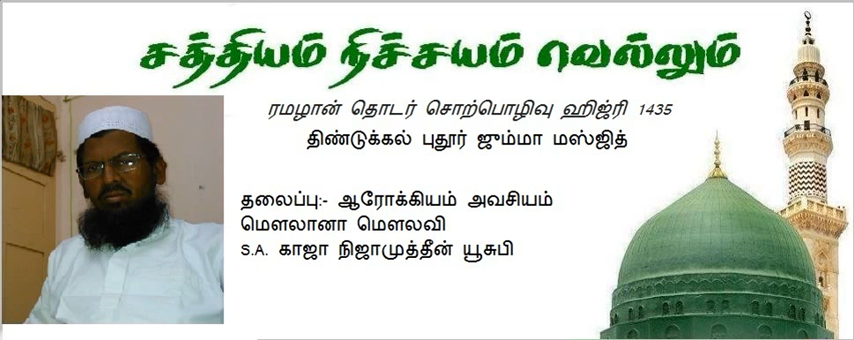 சத்தியம் நிச்சயம் வெல்லும்
ரமழான் தொடர் சொற்பொழிவு ஹிஜ்ரி 1435
திண்டுக்கல் புதூர் ஜும்மா மஸ்ஜித்
தலைப்பு:- ஆரோக்கியம் அவசியம்
மௌலானா மௌலவி
S.A. காஜா நிஜாமுத்தீன் யூசுபி